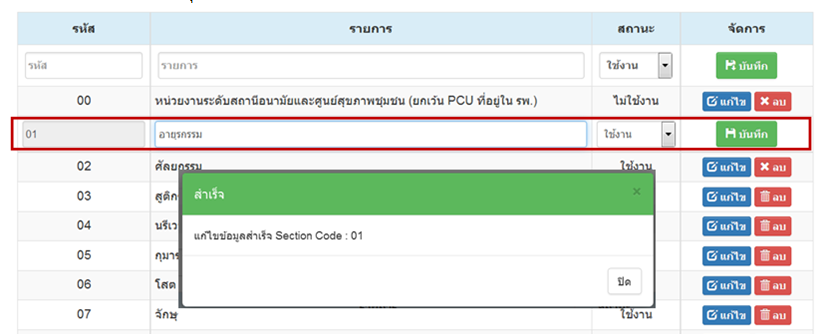 รหัส รายการ สถานะ จัดการ
รหัส รายการ ใช้งาน บันทึก
00 หน่วยงานระดับสถานีอนามัยและศูนย์สุขภาพชุมชน (ยกเว้น PCU ที่อยู่ใน รพ.) ไม่ใช้งาน แก้ไข ลบ
01 อายุรกรรม ใช้งาน บันทึก
02 ศัลยกรรม ใช้งาน แก้ไข ลบ
03 สูติก แก้ไข ลบ
สำเร็จ ×
04 นรีเว แก้ไข ลบ
แก้ไขข้อมูลสำเร็จ Section Code : 01
05 กุมาร แก้ไข ลบ
06 โสต แก้ไข ลบ
ปิด
07 จักษุ ใช้งาน แก้ไข ลบ